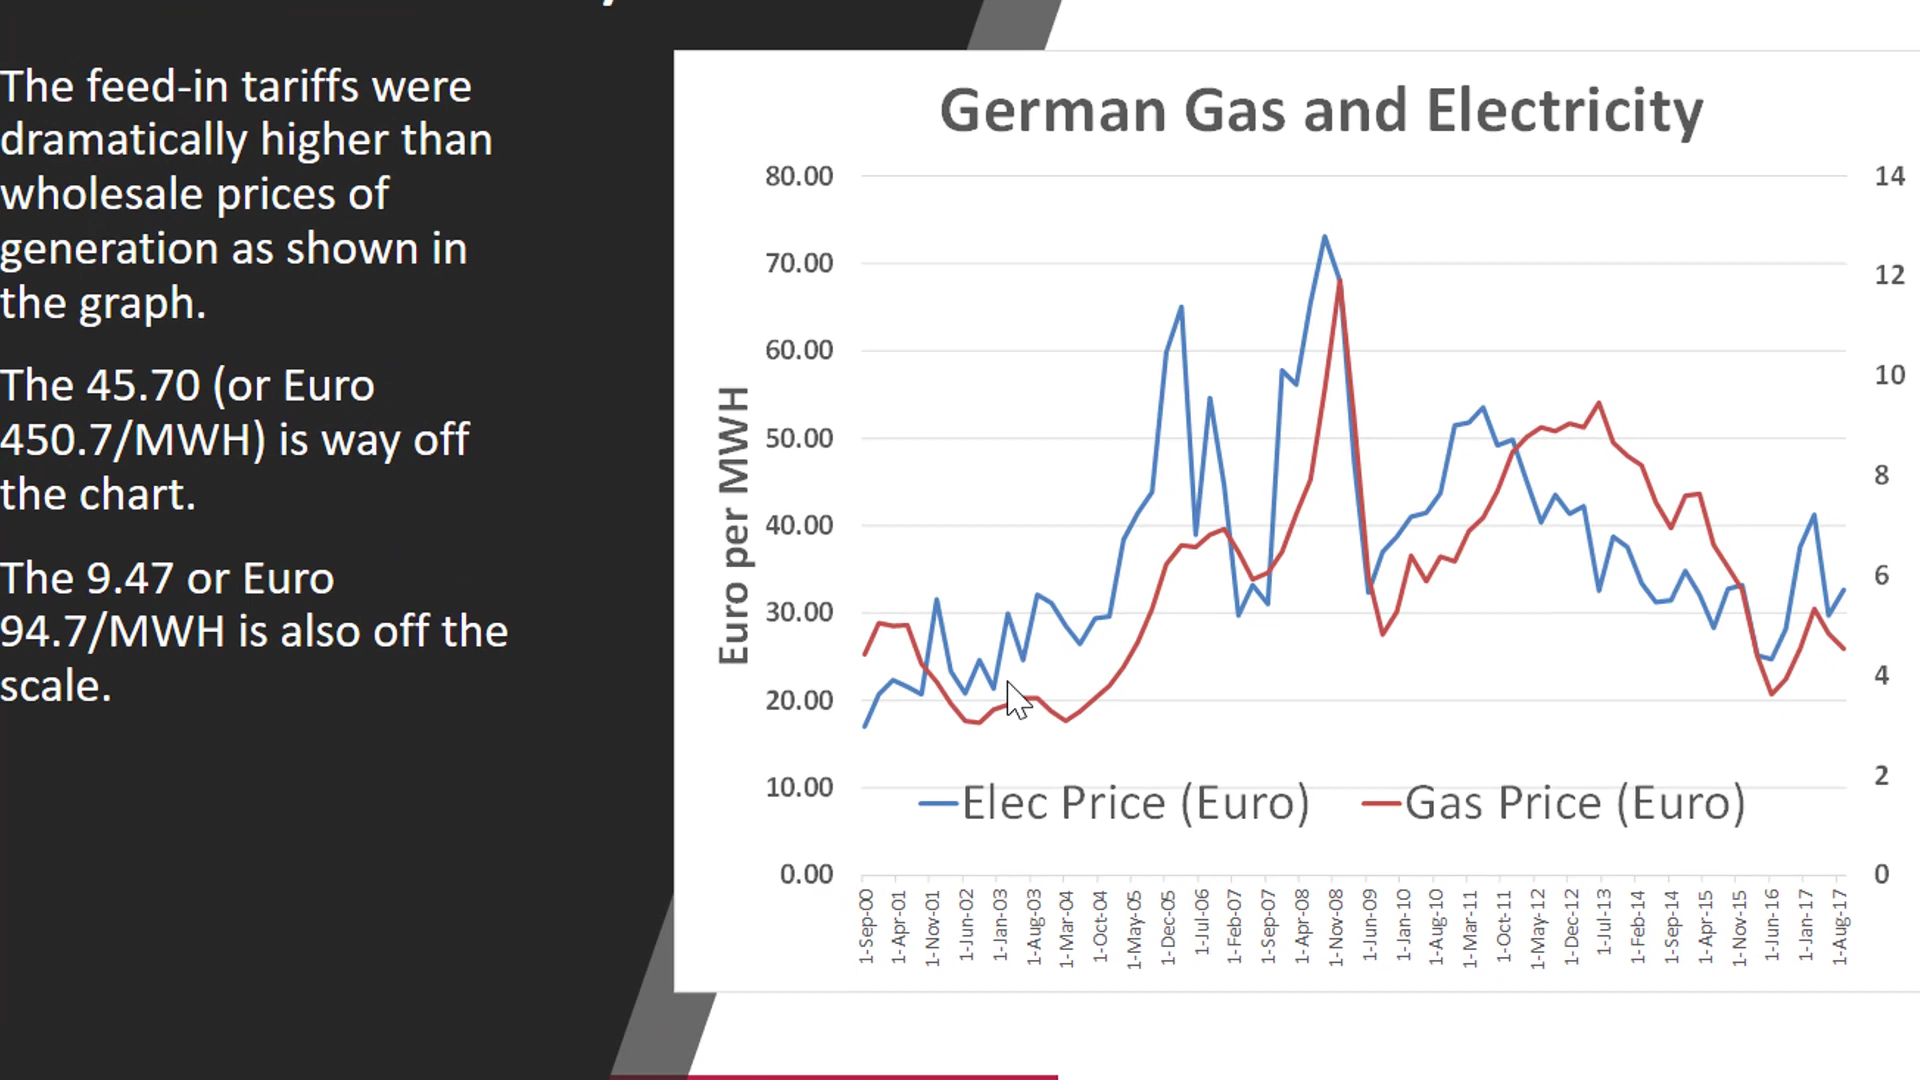 The feed-in tariffs were
dramatically higher than
wholesale prices of
generation as shown in
the graph.
The 45.70 (or Euro
450.7/MWH) is way off
the chart.
The 9.47 or Euro
94.7/MWH is also off the
scale.
German Gas and Electricity
80.00
70.00
60.00
50.00
40.00
30.00
20.00
10.00
0.00
Euro per MWH
14
12
10
8
6
4
2
0
Elec Price (Euro)
Gas Price (Euro)
1-Sep-00
1-Apr-01
1-Nov-01
1-Jun-02
1-Jan-03
1-Aug-03
1-Mar-04
1-Oct-04
1-May-05
1-Dec-05
1-Jul-06
1-Feb-07
1-Sep-07
1-Apr-08
1-Nov-08
1-Jun-09
1-Jan-10
1-Aug-10
1-Mar-11
1-Oct-11
1-May-12
1-Dec-12
1-Jul-13
1-Feb-14
1-Sep-14
1-Apr-15
1-Nov-15
1-Jun-16
1-Jan-17
1-Aug-17